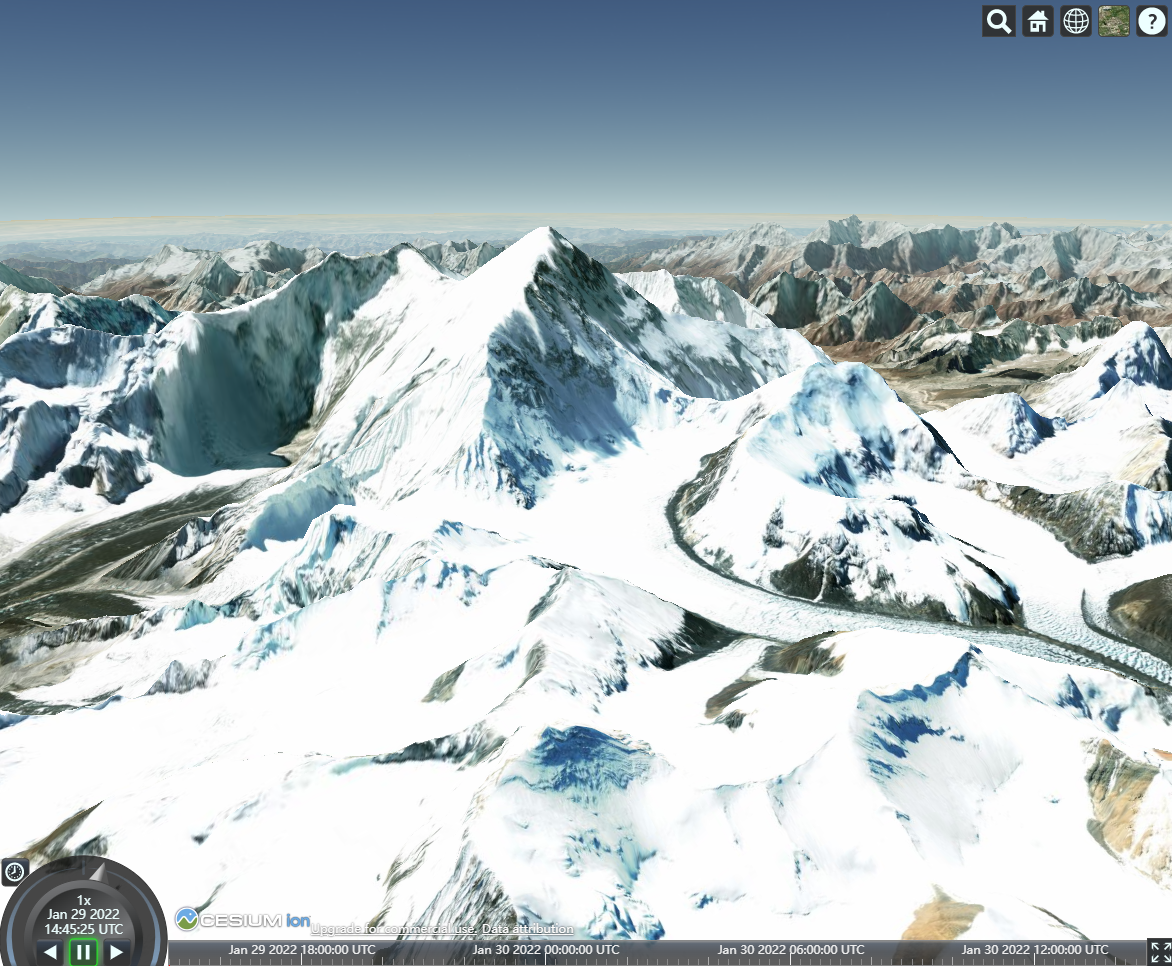 ?
1x
Jan 29 2022
14:45:25 UTC
CESIUM ion
Upgrade for commercial use. Data attribution
Jan 29 2022 18:00:00 UTC
Jan 30 2022 00:00:00 UTC
Jan 30 2022 06:00:00 UTC
Jan 30 2022 12:00:00 UTC